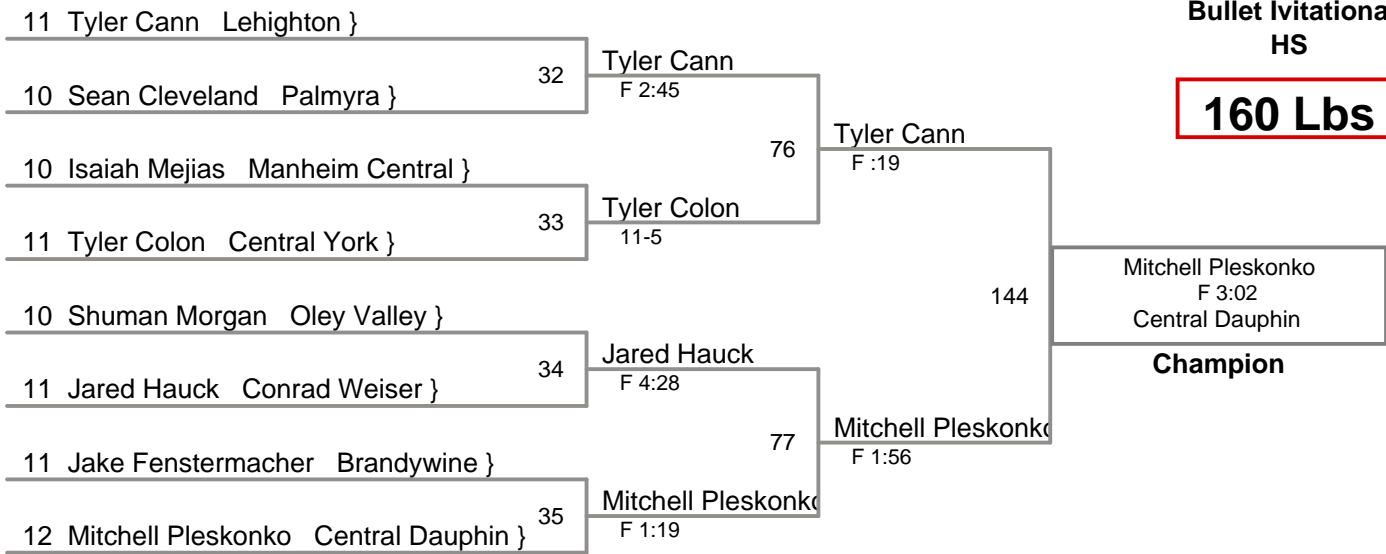 11 Tyler Cann Lehighton }
10 Sean Cleveland Palmyra }
10 Isaiah Mejias Manheim Central }
11 Tyler Colon Central York }
10 Shuman Morgan Oley Valley }
11 Jared Hauck Conrad Weiser }
11 Jake Fenstermacher Brandywine }
12 Mitchell Pleskonko Central Dauphin }
32
Tyler Cann
F 2:45
33
Tyler Colon
11-5
34
Jared Hauck
F 4:28
35
Mitchell Pleskonko
F 1:19
76
Tyler Cann
F :19
77
Mitchell Pleskonko
F 1:56
144
Mitchell Pleskonko
F 3:02
Central Dauphin
Champion
Bullet Ivitationa
HS
160 Lbs